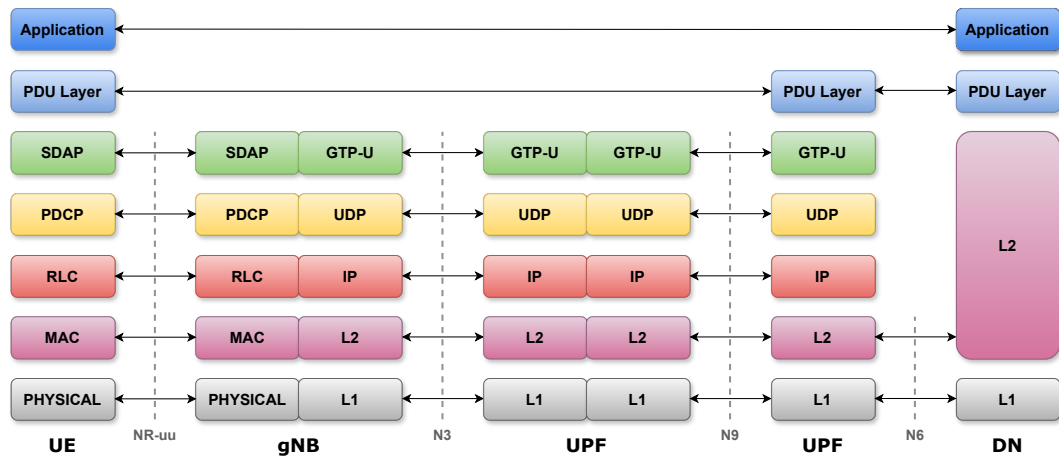 Application Application
PDU Layer PDU Layer PDU Layer
SDAP SDAP GTP-U GTP-U GTP-U GTP-U
PDCP PDCP UDP UDP UDP UDP
L2
RLC RLC IP IP IP IP
MAC MAC L2 L2 L2 L2
PHYSICAL PHYSICAL L1 L1 L1 L1 L1
NR-uu N3 N9 N6
UE gNB UPF UPF DN